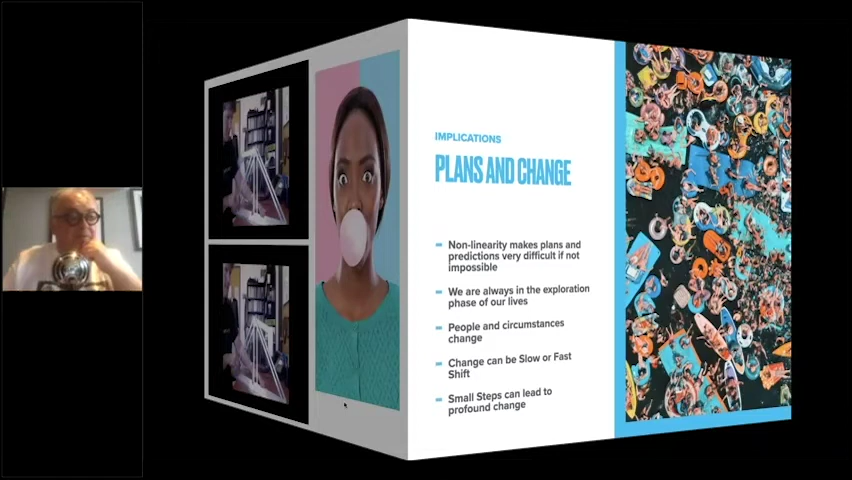 IMPLICATIONS
PLANS AND CHANGE
Non-linearity makes plans and
predictions very difficult if not
impossible
We are always in the exploration
phase of our lives
People and circumstances
change
Change can be Slow or Fast
Shift
Small Steps can lead to
profound change